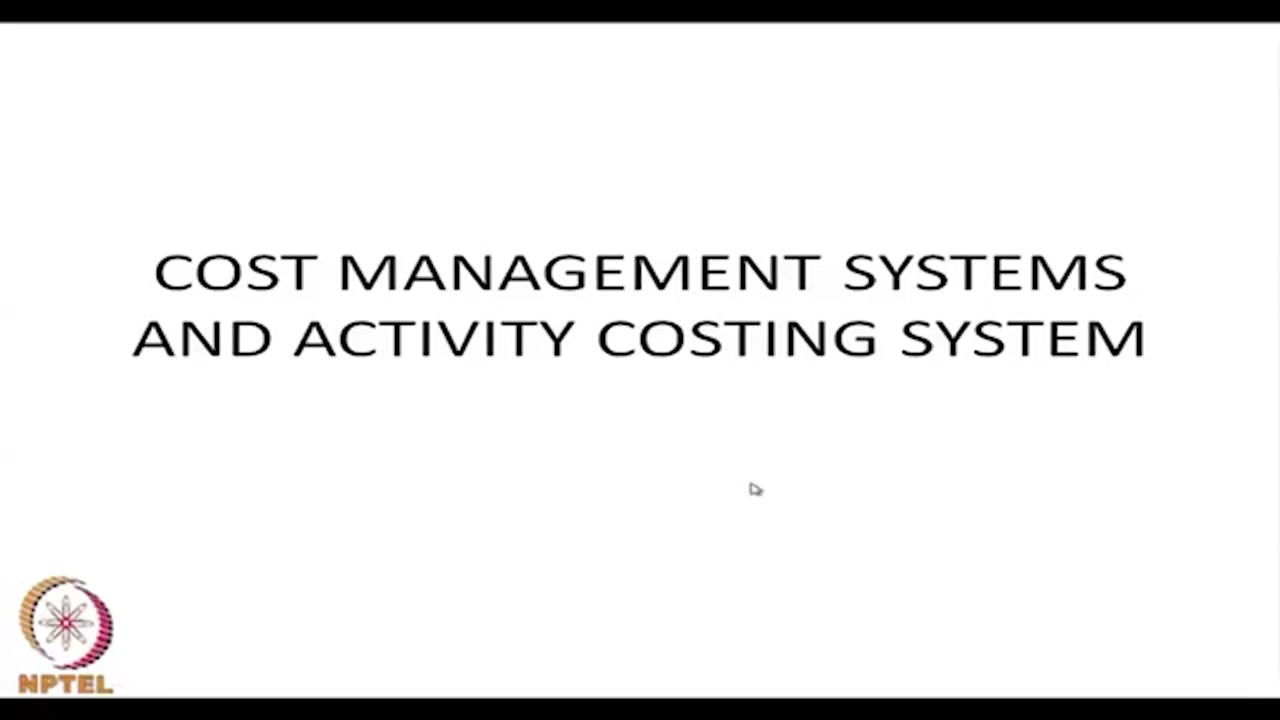 COST MANAGEMENT SYSTEMS
AND ACTIVITY COSTING SYSTEM
NPTEL